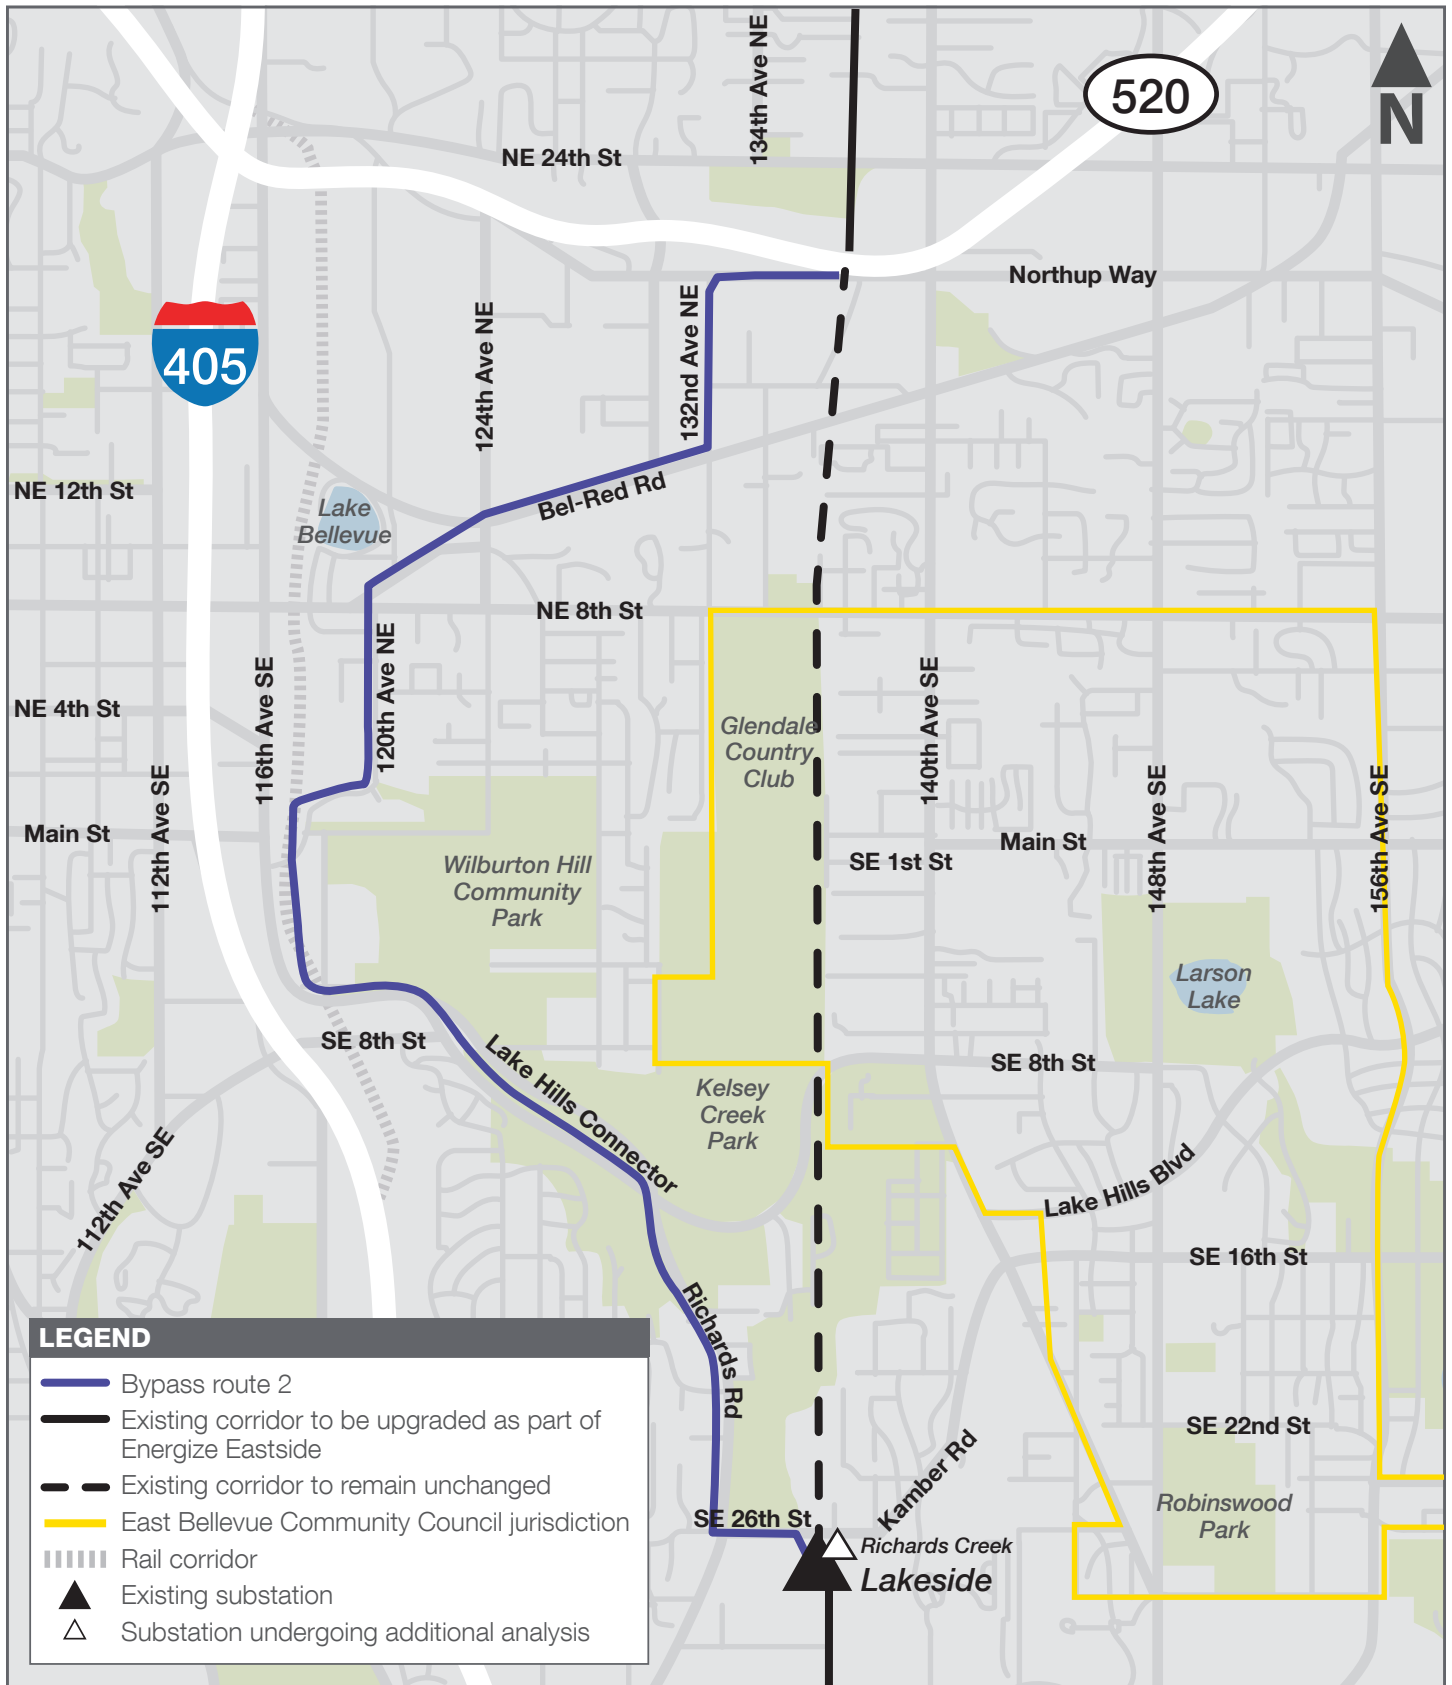 134th Ave NE
520
N
NE 24th St
Northup Way
405
124th Ave NE
132nd Ave NE
NE 12th St
Lake
Bellevue
Bel-Red Rd
NE 8th St
116th Ave SE
120th Ave NE
140th Ave SE
NE 4th St
Glendale
Country
Club
112th Ave SE
148th Ave SE
156th Ave SE
Main St
Main St
SE 1st St
Wilburton Hill
Community
Park
Larson
Lake
SE 8th St
Lake Hills Connector
SE 8th St
Kelsey
Creek
Park
112th Ave SE
Lake Hills Blvd
SE 16th St
Richards Rd
SE 22nd St
Kamber Rd
Robinswood
Park
SE 26th St
Richards Creek
Lakeside
LEGEND
Bypass route 2
Existing corridor to be upgraded as part of
Energize Eastside
Existing corridor to remain unchanged
East Bellevue Community Council jurisdiction
Rail corridor
Existing substation
Substation undergoing additional analysis